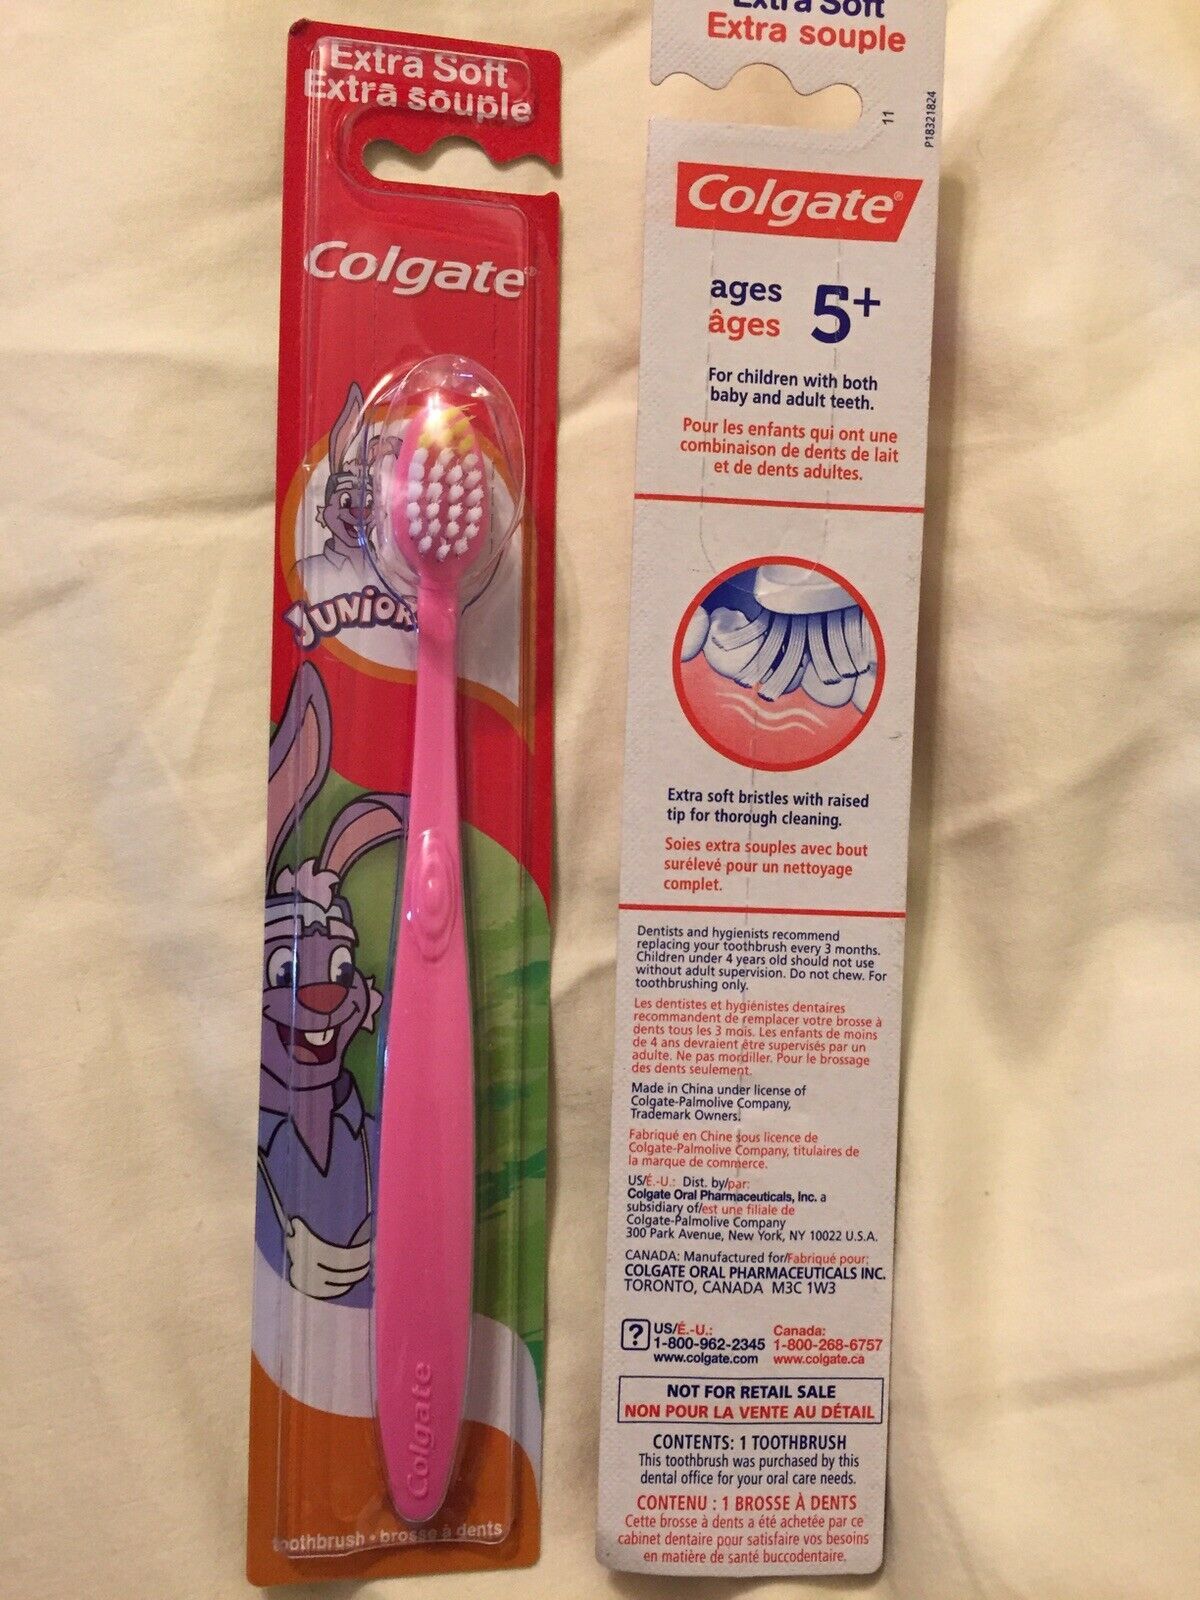 Extra Soft
Extra souple
Colgate®
JUNIOR
Colgate
toothbrush • brosse à dents
Extra Soft
Extra souple
11
P18321824
Colgate®
ages
âges
5+
For children with both
baby and adult teeth.
Pour les enfants qui ont une
combinaison de dents de lait
et de dents adultes.
Extra soft bristles with raised
tip for thorough cleaning.
Soies extra souples avec bout
surélevé pour un nettoyage
complet.
Dentists and hygienists recommend
replacing your toothbrush every 3 months.
Children under 4 years old should not use
without adult supervision. Do not chew. For
toothbrushing only.
Les dentistes et hygiénistes dentaires
recommandent de remplacer votre brosse à
dents tous les 3 mois. Les enfants de moins
de 4 ans devraient être supervisés par un
adulte. Ne pas mordiller. Pour le brossage
des dents seulement.
Made in China under license of
Colgate-Palmolive Company,
Trademark Owners.
Fabriqué en Chine sous licence de
Colgate-Palmolive Company, titulaires de
la marque de commerce.
US/É.-U.: Dist. by/par:
Colgate Oral Pharmaceuticals, Inc. a
subsidiary of/est une filiale de
Colgate-Palmolive Company
300 Park Avenue, New York, NY 10022 U.S.A.
CANADA: Manufactured for/Fabriqué pour:
COLGATE ORAL PHARMACEUTICALS INC.
TORONTO, CANADA M3C 1W3
? US/É.-U.: Canada:
1-800-962-2345 1-800-268-6757
www.colgate.com www.colgate.ca
NOT FOR RETAIL SALE
NON POUR LA VENTE AU DÉTAIL
CONTENTS: 1 TOOTHBRUSH
This toothbrush was purchased by this
dental office for your oral care needs.
CONTENU : 1 BROSSE À DENTS
Cette brosse à dents a été achetée par ce
cabinet dentaire pour satisfaire vos besoins
en matière de santé buccodentaire.